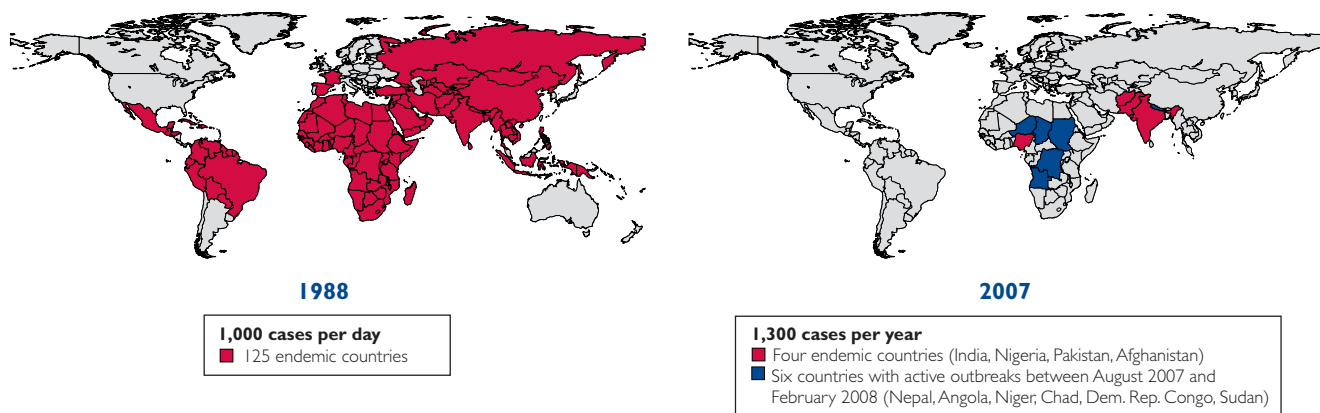 1988
1,000 cases per day
125 endemic countries
2007
1,300 cases per year
Four endemic countries (India, Nigeria, Pakistan, Afghanistan)
Six countries with active outbreaks between August 2007 and
February 2008 (Nepal, Angola, Niger, Chad, Dem. Rep. Congo, Sudan)